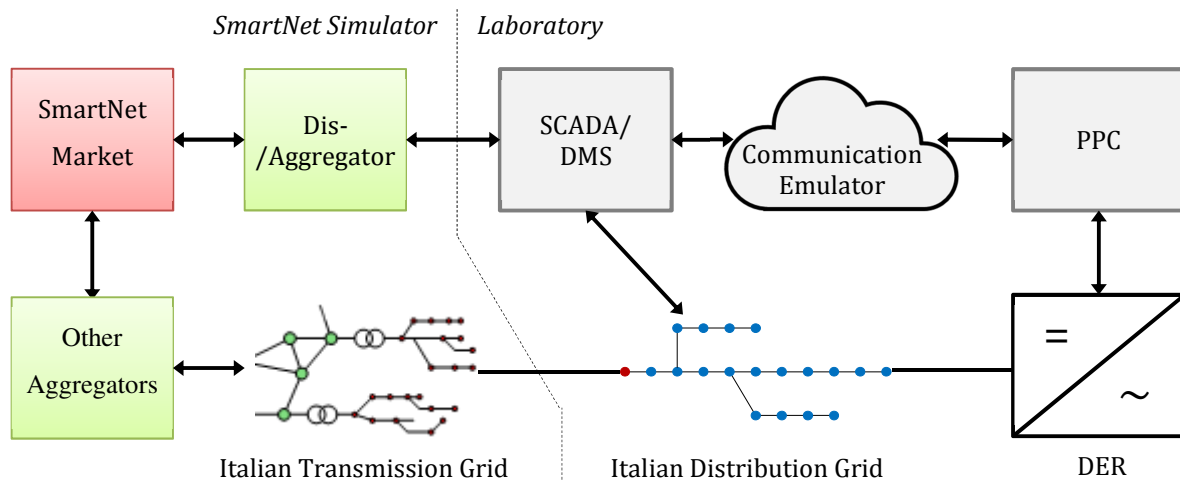 SmartNet Simulator
Laboratory
SmartNet
Market
Dis-
/Aggregator
SCADA/
DMS
Communication
Emulator
PPC
Other
Aggregators
=
~
Italian Transmission Grid
Italian Distribution Grid
DER